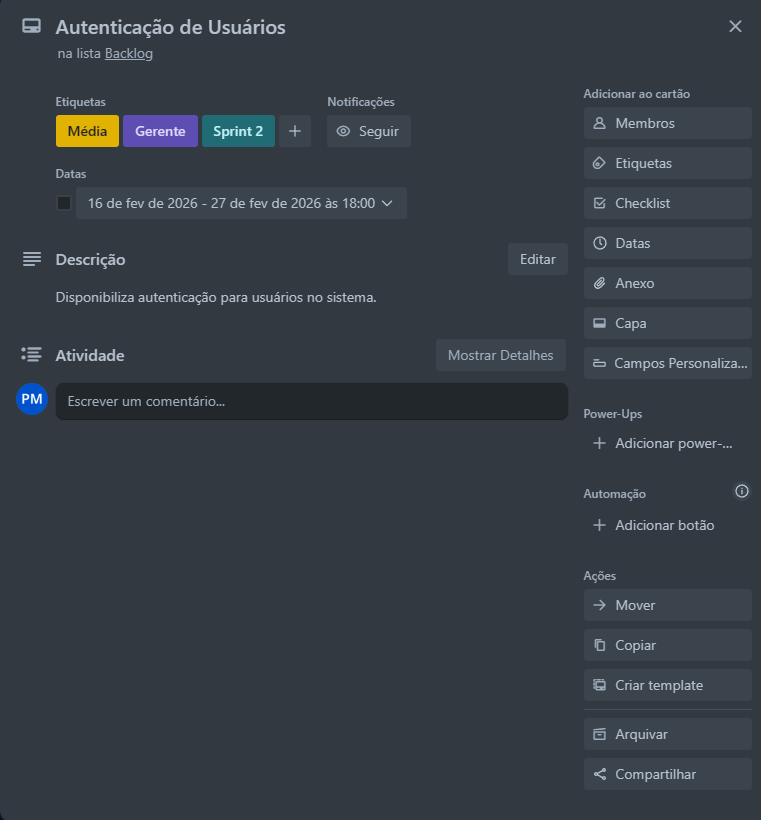 Autenticação de Usuários
na lista Backlog
Etiquetas
Notificações
Média
Gerente
Sprint 2
Seguir
Datas
16 de fev de 2026 - 27 de fev de 2026 às 18:00
Descrição
Editar
Disponibiliza autenticação para usuários no sistema.
Atividade
Mostrar Detalhes
PM
Escrever um comentário...
Adicionar ao cartão
Membros
Etiquetas
Checklist
Datas
Anexo
Capa
Campos Personaliza...
Power-Ups
Adicionar power-...
Automação
Adicionar botão
Ações
Mover
Copiar
Criar template
Arquivar
Compartilhar